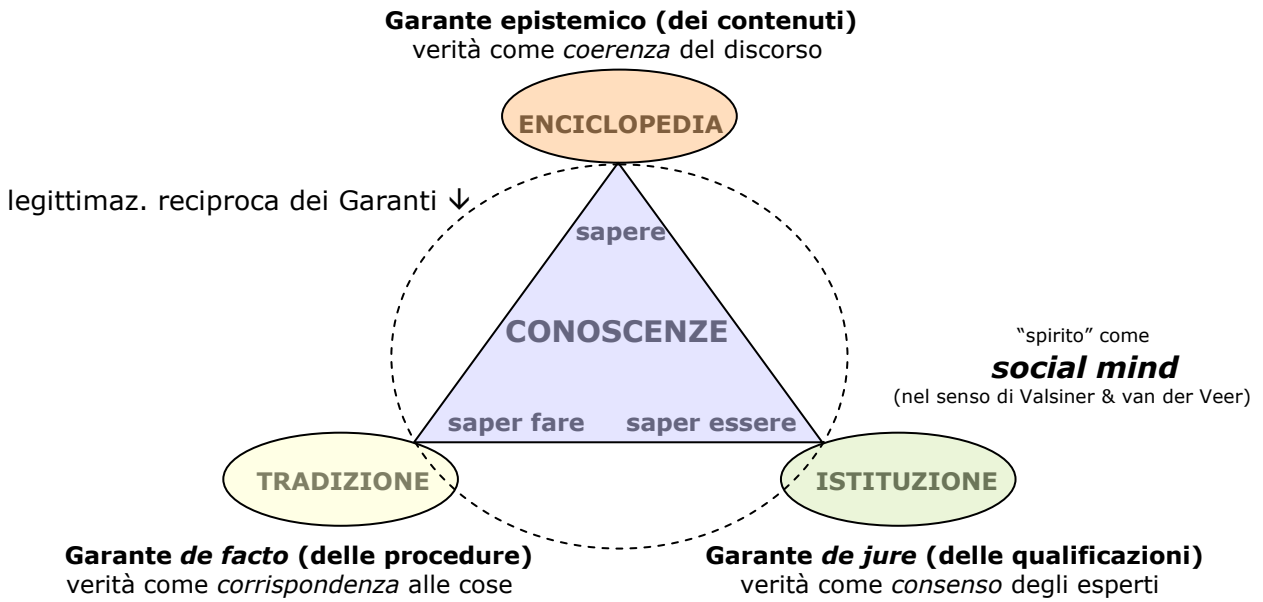 Garante epistemico (dei contenuti)
verità come coerenza del discorso
ENCICLOPEDIA
legittimaz. reciproca dei Garanti ↓
sapere
CONOSCENZE
"spirito" come
social mind
(nel senso di Valsiner & van der Veer)
saper fare saper essere
TRADIZIONE
ISTITUZIONE
Garante de facto (delle procedure)
verità come corrispondenza alle cose
Garante de jure (delle qualificazioni)
verità come consenso degli esperti